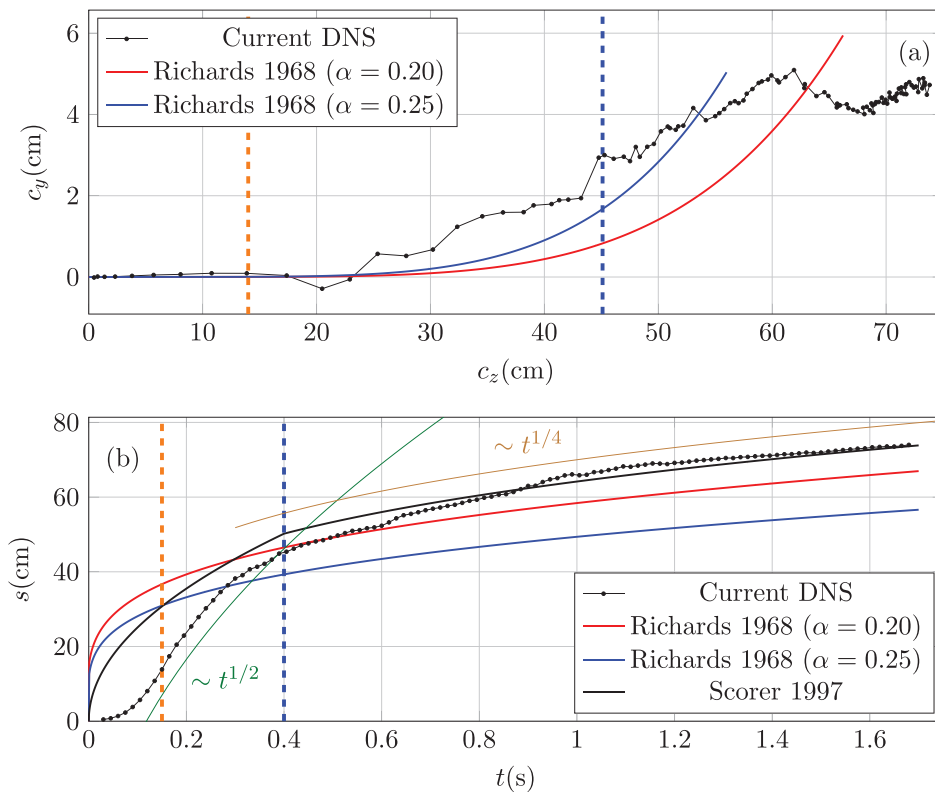 6
4
2
0
c_y(cm)
Current DNS
Richards 1968 (α = 0.20)
Richards 1968 (α = 0.25)
(a)
0 10 20 30 40 50 60 70
c_z(cm)
80
60
40
20
0
s(cm)
(b)
∼ t^{1/4}
∼ t^{1/2}
Current DNS
Richards 1968 (α = 0.20)
Richards 1968 (α = 0.25)
Scorer 1997
0 0.2 0.4 0.6 0.8 1 1.2 1.4 1.6
t(s)